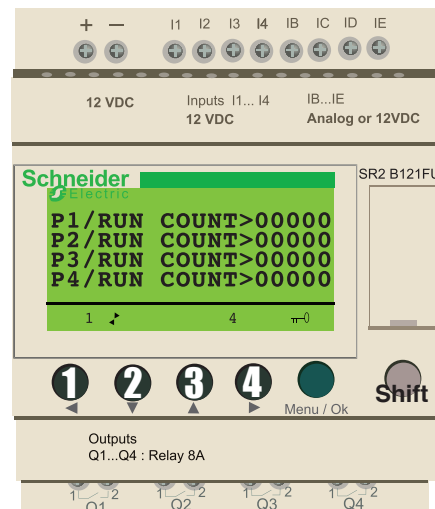 + − I1 I2 I3 I4 IB IC ID IE
12 VDC Inputs I1... I4 IB...IE
12 VDC Analog or 12VDC
Schneider
Electric
SR2 B121FU
P1/RUN COUNT>00000
P2/RUN COUNT>00000
P3/RUN COUNT>00000
P4/RUN COUNT>00000
1 4
1 2 3 4
Menu / Ok
Shift
Outputs
Q1...Q4 : Relay 8A
1 2 1 2 1 2 1 2
Q1 Q2 Q3 Q4